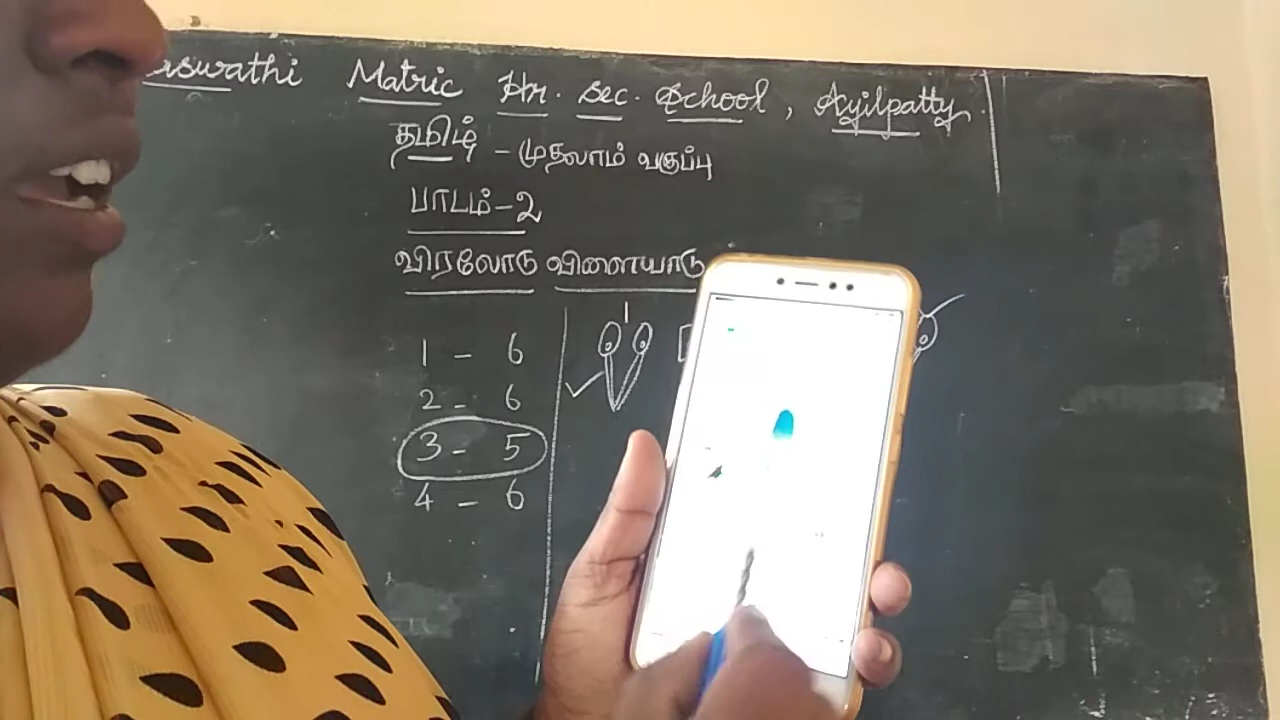 Matric Hr. Sec. School, Ayilpatty.
தமிழ் - முதலாம் வகுப்பு
பாடம்-2
விரலோடு விளையாடு
1 - 6
2 - 6
3 - 5
4 - 6